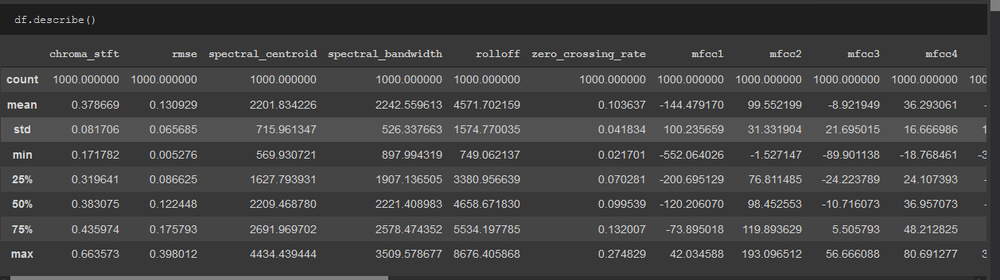 df.describe()
chroma_stft rmse spectral_centroid spectral_bandwidth rolloff zero_crossing_rate mfcc1 mfcc2 mfcc3 mfcc4
count 1000.000000 1000.000000 1000.000000 1000.000000 1000.000000 1000.000000 1000.000000 1000.000000 1000.000000 1000.000000 100
mean 0.378669 0.130929 2201.834226 2242.559613 4571.702159 0.103637 -144.479170 99.552199 -8.921949 36.293061 -
std 0.081706 0.065685 715.961347 526.337663 1574.770035 0.041834 100.235659 31.331904 21.695015 16.666986 1
min 0.171782 0.005276 569.930721 897.994319 749.062137 0.021701 -552.064026 -1.527147 -89.901138 -18.768461 -3
25% 0.319641 0.086625 1627.793931 1907.136505 3380.956639 0.070281 -200.695129 76.811485 -24.223789 24.107393 -
50% 0.383075 0.122448 2209.468780 2221.408983 4658.671830 0.099539 -120.206070 98.452553 -10.716073 36.957073 -
75% 0.435974 0.175793 2691.969702 2578.474352 5534.197785 0.132007 -73.895018 119.893629 5.505793 48.212825
max 0.663573 0.398012 4434.439444 3509.578677 8676.405868 0.274829 42.034588 193.096512 56.666088 80.691277 3